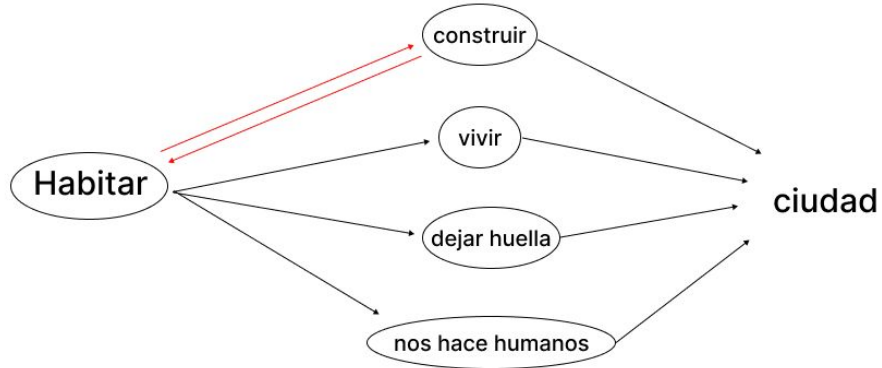 construir
vivir
Habitar
ciudad
dejar huella
nos hace humanos